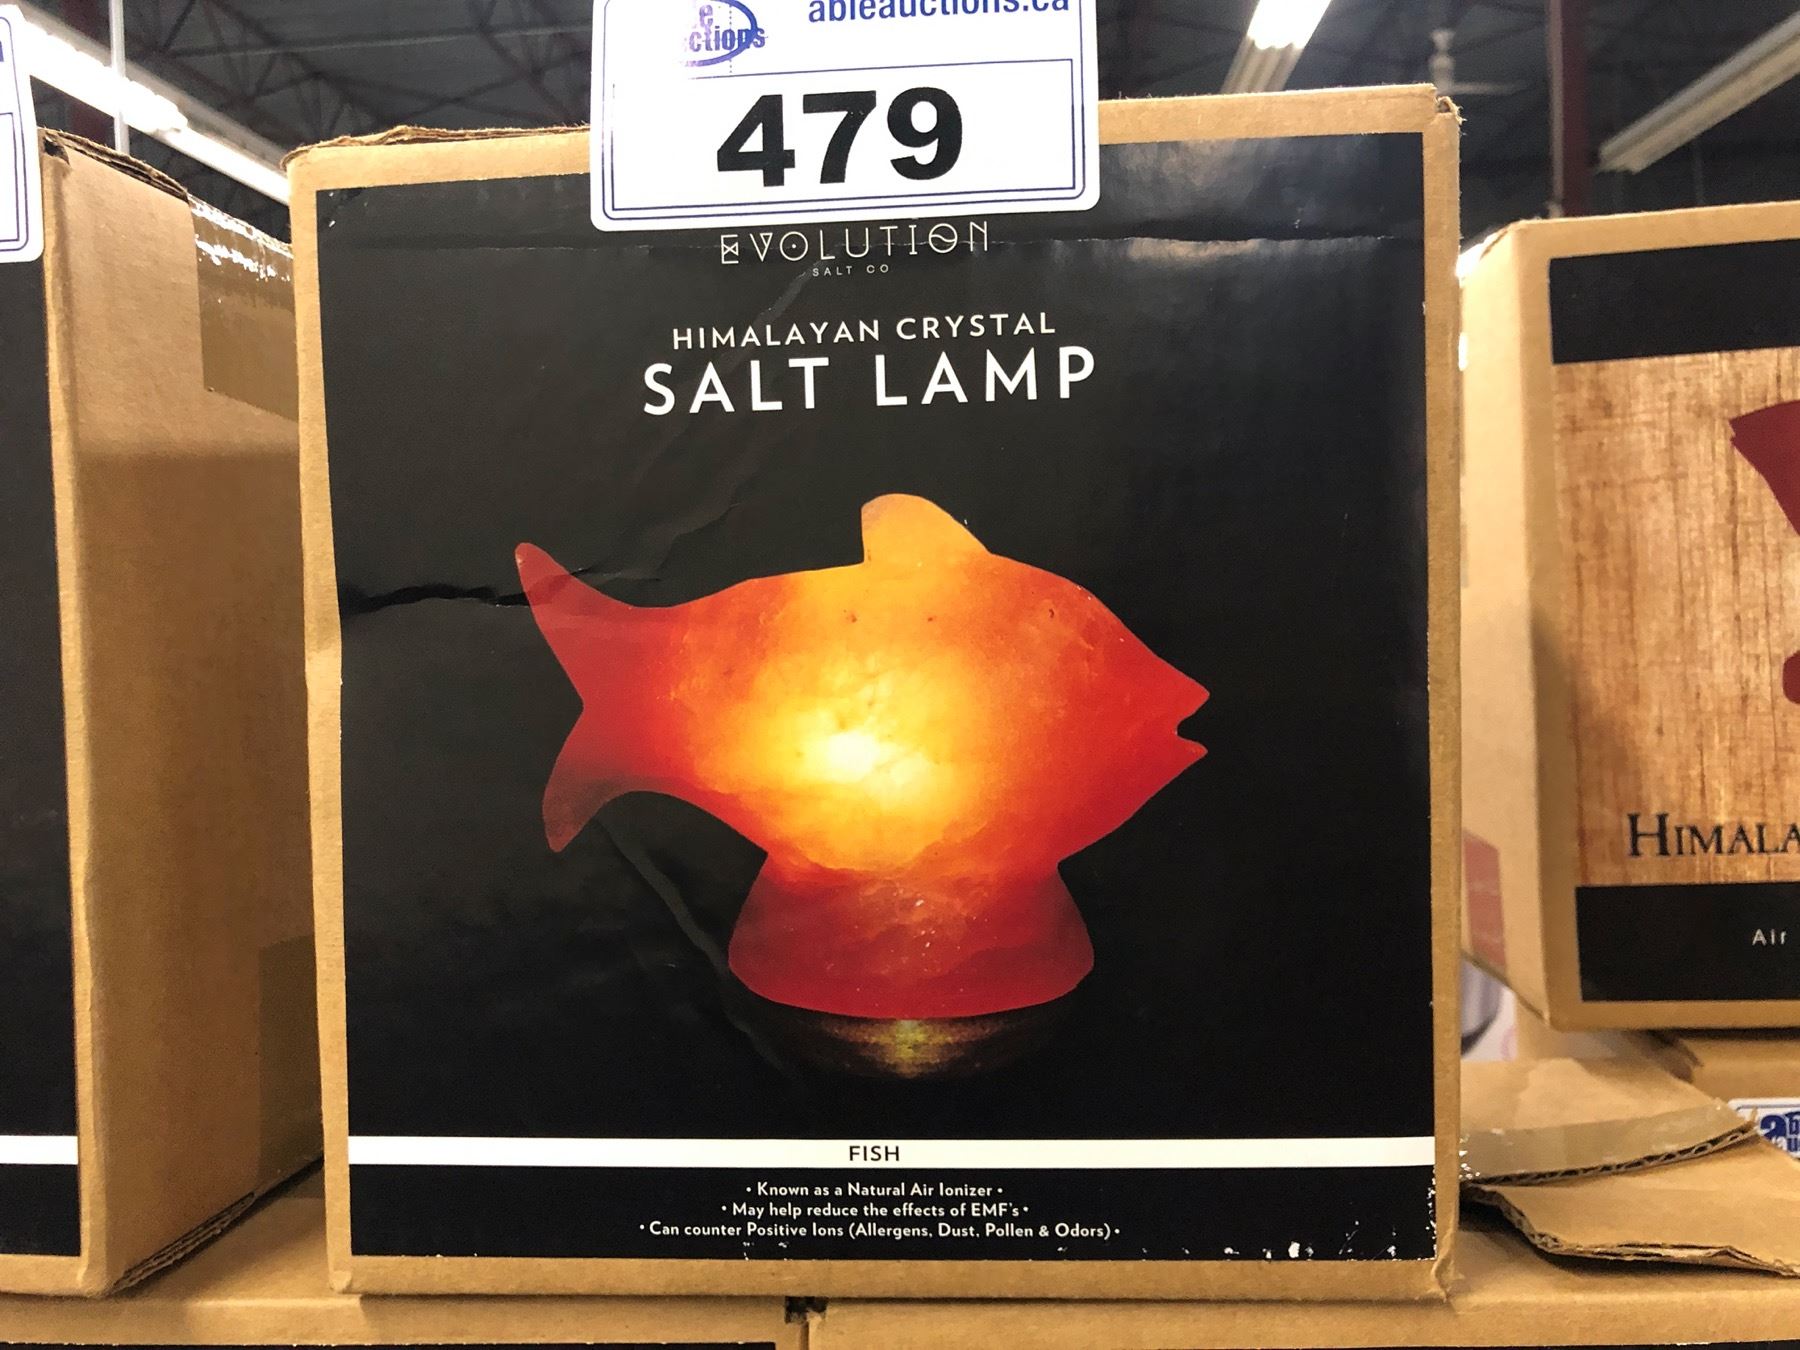 ctions
ableauctions.ca
479
EVOLUTION
SALT CO
HIMALAYAN CRYSTAL
SALT LAMP
FISH
• Known as a Natural Air Ionizer •
• May help reduce the effects of EMF's •
• Can counter Positive Ions (Allergens, Dust, Pollen & Odors) •
HIMALA
Air